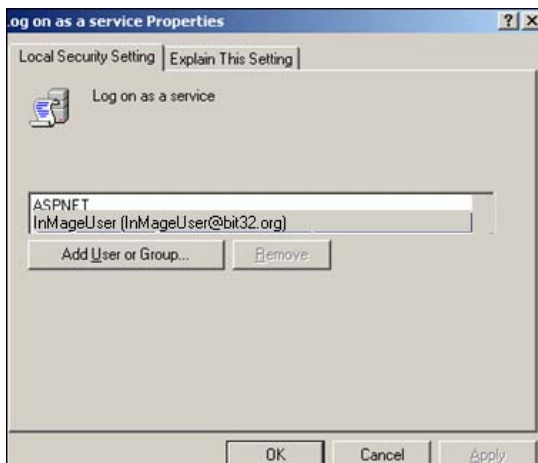 og on as a service Properties
Local Security Setting Explain This Setting
Log on as a service
ASPNET
InMageUser (InMageUser@bit32.org)
Add User or Group... Remove
OK Cancel Apply